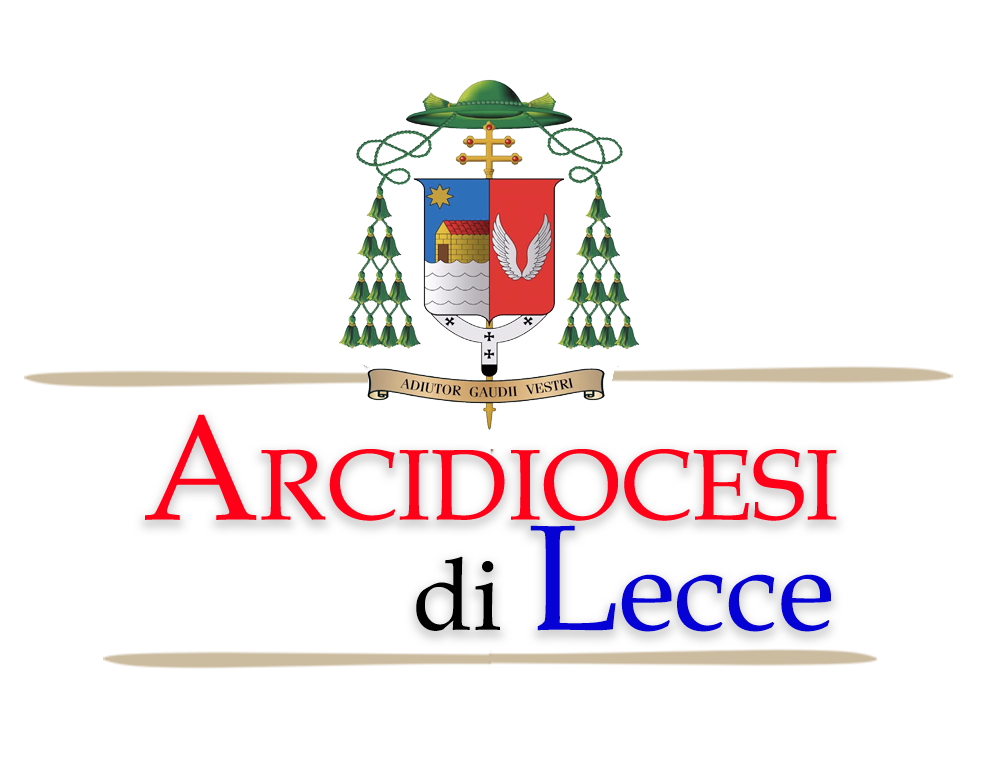 ADIUTOR GAUDII VESTRI
ARCIDIOCESI
di Lecce